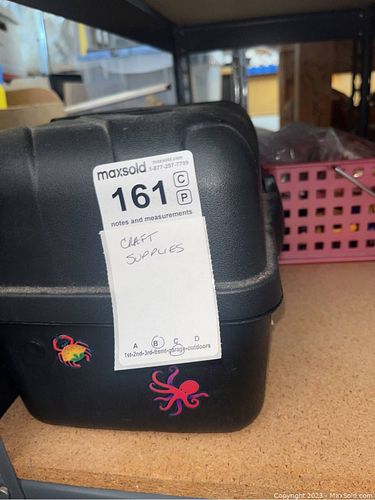 maxsold maxsold.com
1-877-257-7789
161 C
P
notes and measurements
CRAFT
SUPPLIES
A B C D
1st-2nd-3rd-bsmt-garage-outdoors
Copyright 2023 - MaxSold.com